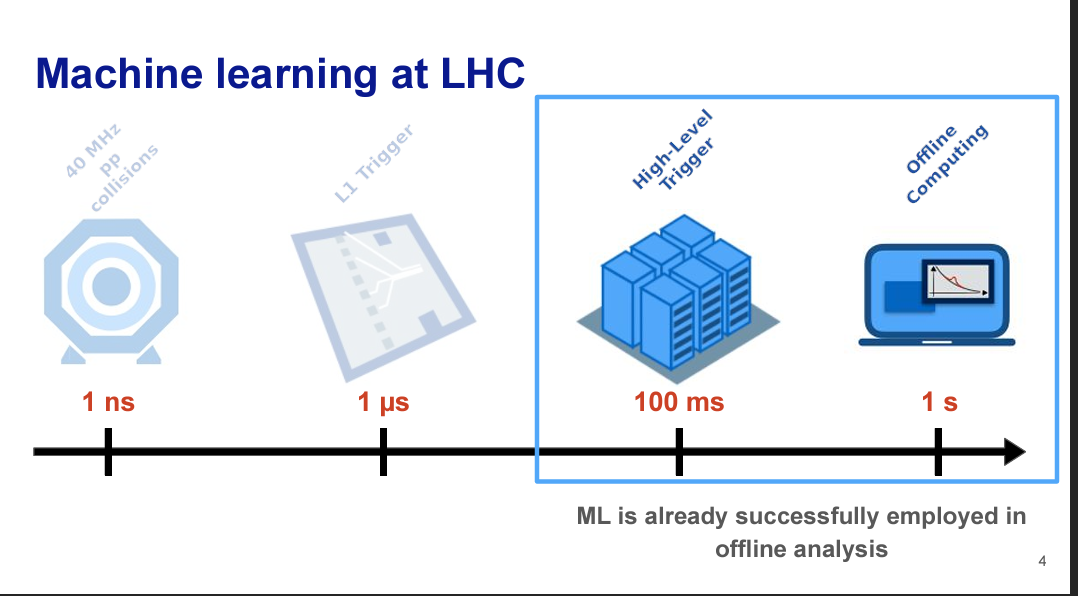 Machine learning at LHC
40 MHz
pp
collisions
L1 Trigger
High-Level
Trigger
Offline
Computing
1 ns
1 μs
100 ms
1 s
ML is already successfully employed in
offline analysis
4